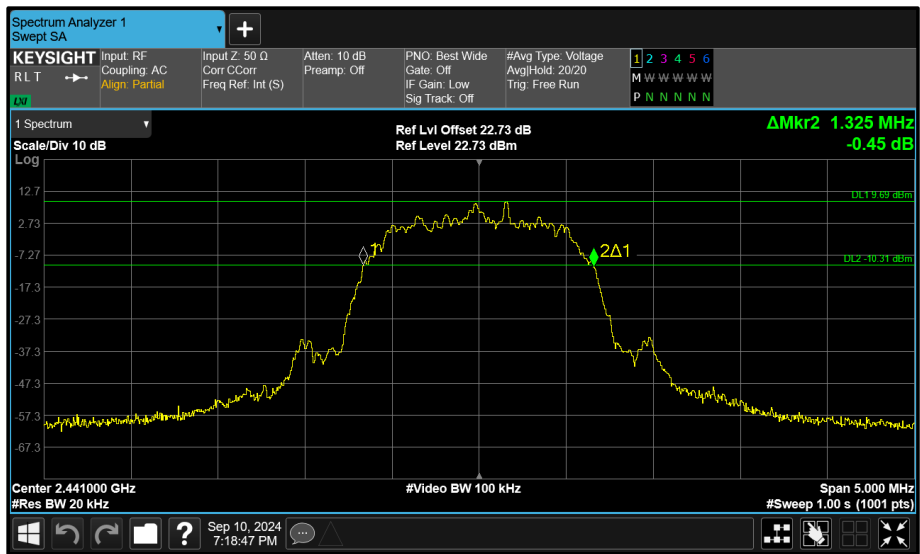 Spectrum Analyzer 1
Swept SA
+
KEYSIGHT
R L T
LXI
Input: RF
Coupling: AC
Align: Partial
Input Z: 50 Ω
Corr CCorr
Freq Ref: Int (S)
Atten: 10 dB
Preamp: Off
PNO: Best Wide
Gate: Off
IF Gain: Low
Sig Track: Off
#Avg Type: Voltage
Avg|Hold: 20/20
Trig: Free Run
1 2 3 4 5 6
M W W W W W
P N N N N N
1 Spectrum
Scale/Div 10 dB
Log
Ref Lvl Offset 22.73 dB
Ref Level 22.73 dBm
ΔMkr2 1.325 MHz
-0.45 dB
12.7
2.73
-7.27
-17.3
-27.3
-37.3
-47.3
-57.3
-67.3
DL1 9.69 dBm
1
2Δ1
DL2 -10.31 dBm
Center 2.441000 GHz
#Res BW 20 kHz
#Video BW 100 kHz
Span 5.000 MHz
#Sweep 1.00 s (1001 pts)
?
Sep 10, 2024
7:18:47 PM